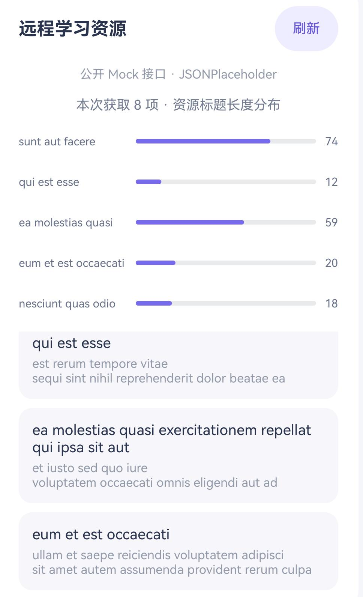 远程学习资源
刷新
公开 Mock 接口 · JSONPlaceholder
本次获取 8 项 · 资源标题长度分布
sunt aut facere 74
qui est esse 12
ea molestias quasi 59
eum et est occaecati 20
nesciunt quas odio 18
qui est esse
est rerum tempore vitae
sequi sint nihil reprehenderit dolor beatae ea
ea molestias quasi exercitationem repellat
qui ipsa sit aut
et iusto sed quo iure
voluptatem occaecati omnis eligendi aut ad
eum et est occaecati
ullam et saepe reiciendis voluptatem adipisci
sit amet autem assumenda provident rerum culpa